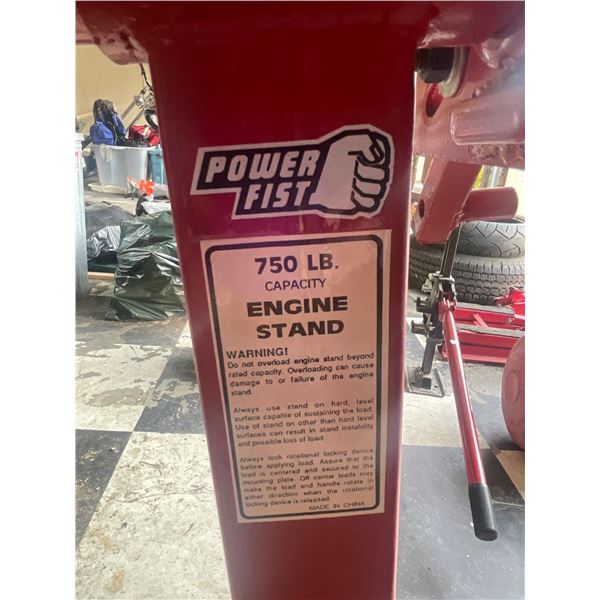 POWER
FIST
750 LB.
CAPACITY
ENGINE
STAND
WARNING!
Do not overload engine stand beyond
rated capacity. Overloading can cause
damage to or failure of the engine
stand.
Always use stand on hard, level
surface capable of sustaining the load.
Use of stand on other than hard level
surfaces can result in stand instability
and possible loss of load.
Always lock rotational locking device
before applying load. Assure that the
load is centered and secured to the
mounting plate. Off center loads may
make the load and handle rotate in
either direction when the rotational
locking device is released.
MADE IN CHINA